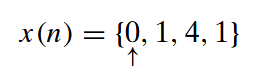 x(n) = {0, 1, 4, 1}
↑